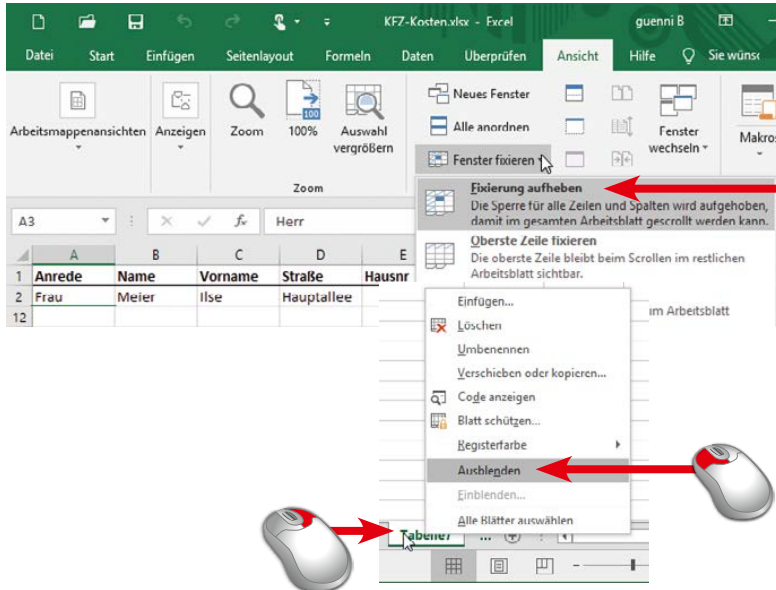 KFZ-Kosten.xlsx - Excel guenni B
Datei Start Einfügen Seitenlayout Formeln Daten Überprüfen Ansicht Hilfe Sie wünsc
Arbeitsmappenansichten Anzeigen Zoom 100% Auswahl vergrößern
Zoom
Neues Fenster
Alle anordnen
Fenster fixieren
Fenster wechseln
Makros
Fixierung aufheben
Die Sperre für alle Zeilen und Spalten wird aufgehoben,
damit im gesamten Arbeitsblatt gescrollt werden kann.
Oberste Zeile fixieren
Die oberste Zeile bleibt beim Scrollen im restlichen
Arbeitsblatt sichtbar.
im Arbeitsblatt
A3 fx Herr
A B C D E
1 Anrede Name Vorname Straße Hausnr
2 Frau Meier Ilse Hauptallee
12
Einfügen...
Löschen
Umbenennen
Verschieben oder kopieren...
Code anzeigen
Blatt schützen...
Registerfarbe
Ausblenden
Einblenden...
Alle Blätter auswählen
Tabelle7 ...